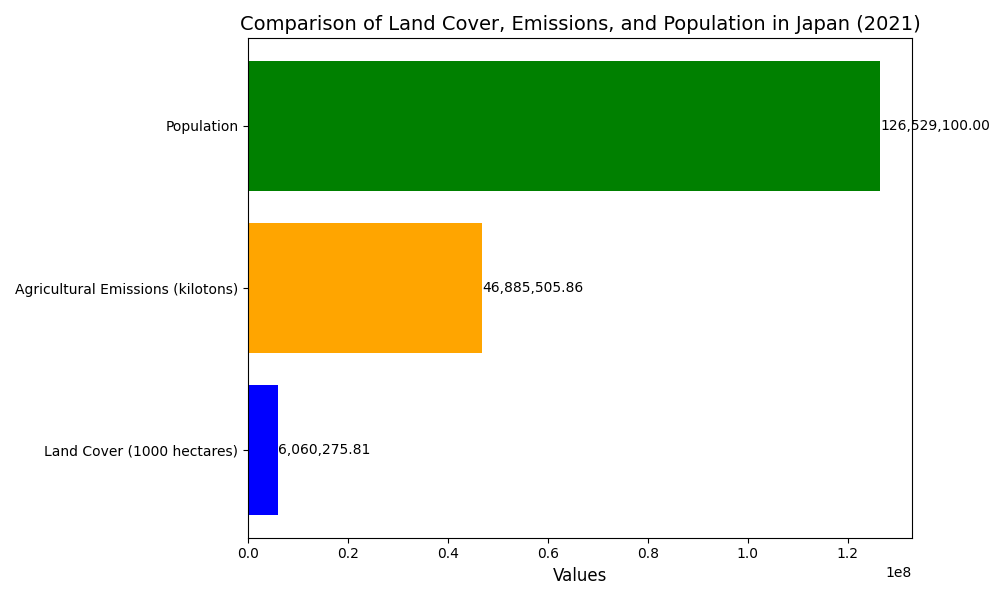 Comparison of Land Cover, Emissions, and Population in Japan (2021)
Population
126,529,100.00
Agricultural Emissions (kilotons)
46,885,505.86
Land Cover (1000 hectares)
6,060,275.81
0.0 0.2 0.4 0.6 0.8 1.0 1.2
1e8
Values